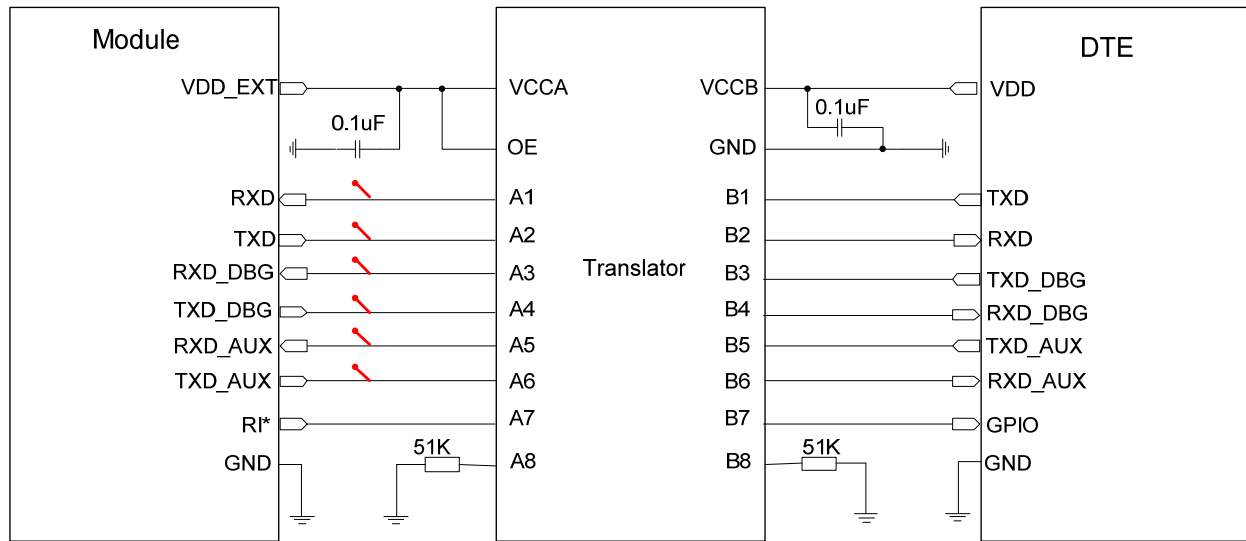 Module
DTE
VDD_EXT
VCCA
VCCB
VDD
0.1uF
0.1uF
OE
GND
RXD
A1
B1
TXD
TXD
A2
B2
RXD
RXD_DBG
A3
Translator
B3
TXD_DBG
TXD_DBG
A4
B4
RXD_DBG
RXD_AUX
A5
B5
TXD_AUX
TXD_AUX
A6
B6
RXD_AUX
RI*
A7
B7
GPIO
51K
51K
GND
A8
B8
GND